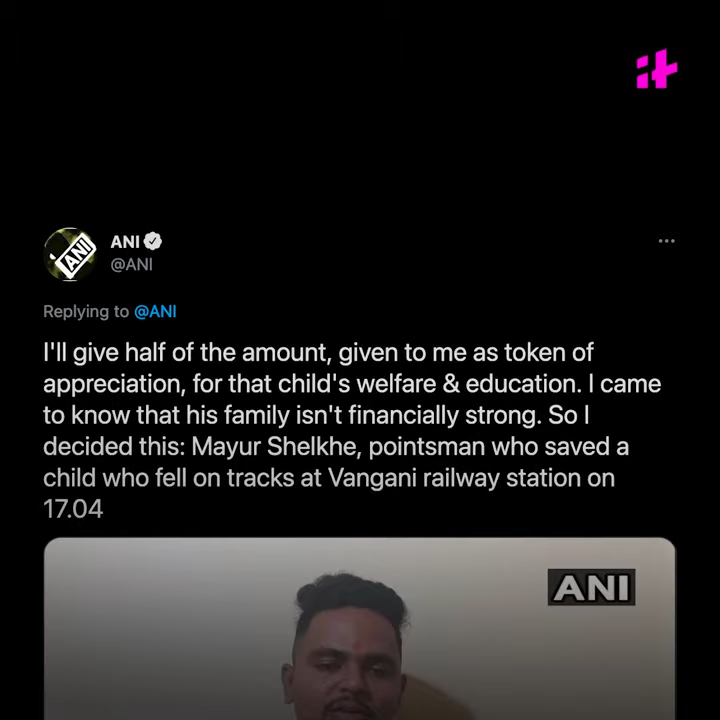 it
ANI
ANI
@ANI
Replying to @ANI
I'll give half of the amount, given to me as token of
appreciation, for that child's welfare & education. I came
to know that his family isn't financially strong. So I
decided this: Mayur Shelkhe, pointsman who saved a
child who fell on tracks at Vangani railway station on
17.04
ANI